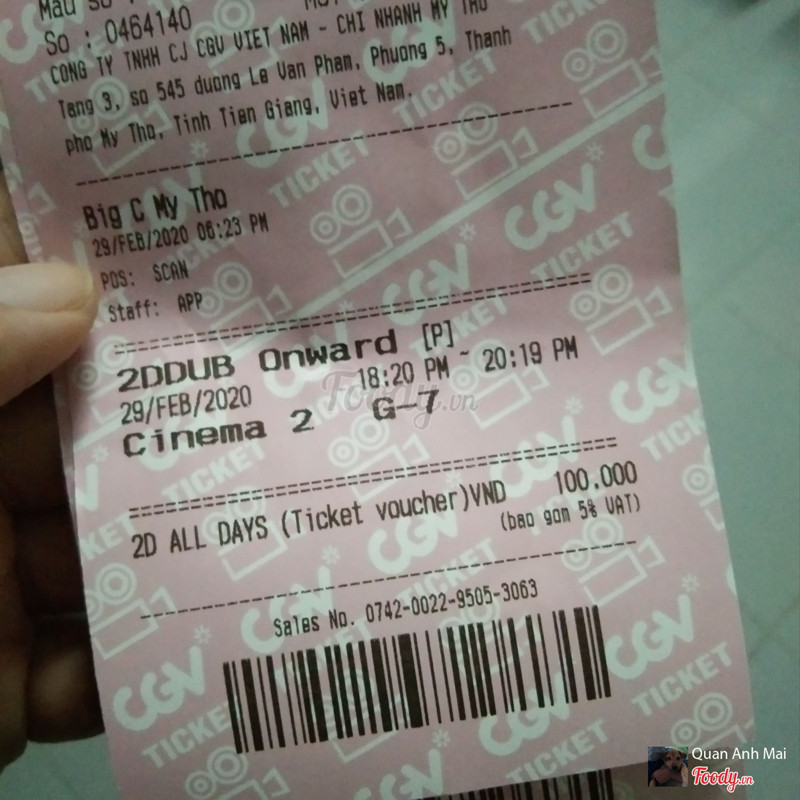 So : 0464140
CONG TY TNHH CJ CGV VIET NAM - CHI NHANH MY THO
Tang 3, so 545 duong Le Van Pham, Phuong 5, Thanh
pho My Tho, Tinh Tien Giang, Viet Nam.
Big C My Tho
29/FEB/2020 06:23 PM
POS: SCAN
Staff: APP
2DDUB Onward [P]
29/FEB/2020 18:20 PM ~ 20:19 PM
Cinema 2 G-7
2D ALL DAYS (Ticket voucher)VND 100.000
(bao gom 5% VAT)
Sales No. 0742-0022-9505-3063
CGV TICKET
Foody.vn
Quan Anh Mai
Foody.vn